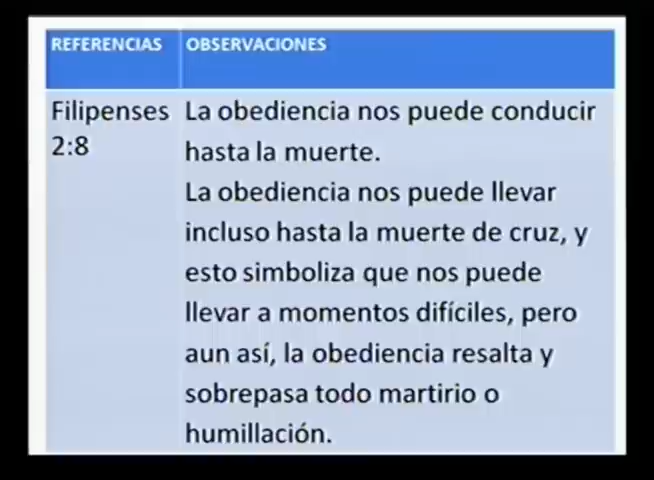 REFERENCIAS OBSERVACIONES
Filipenses La obediencia nos puede conducir
2:8 hasta la muerte.
La obediencia nos puede llevar
incluso hasta la muerte de cruz, y
esto simboliza que nos puede
llevar a momentos difíciles, pero
aun así, la obediencia resalta y
sobrepasa todo martirio o
humillación.